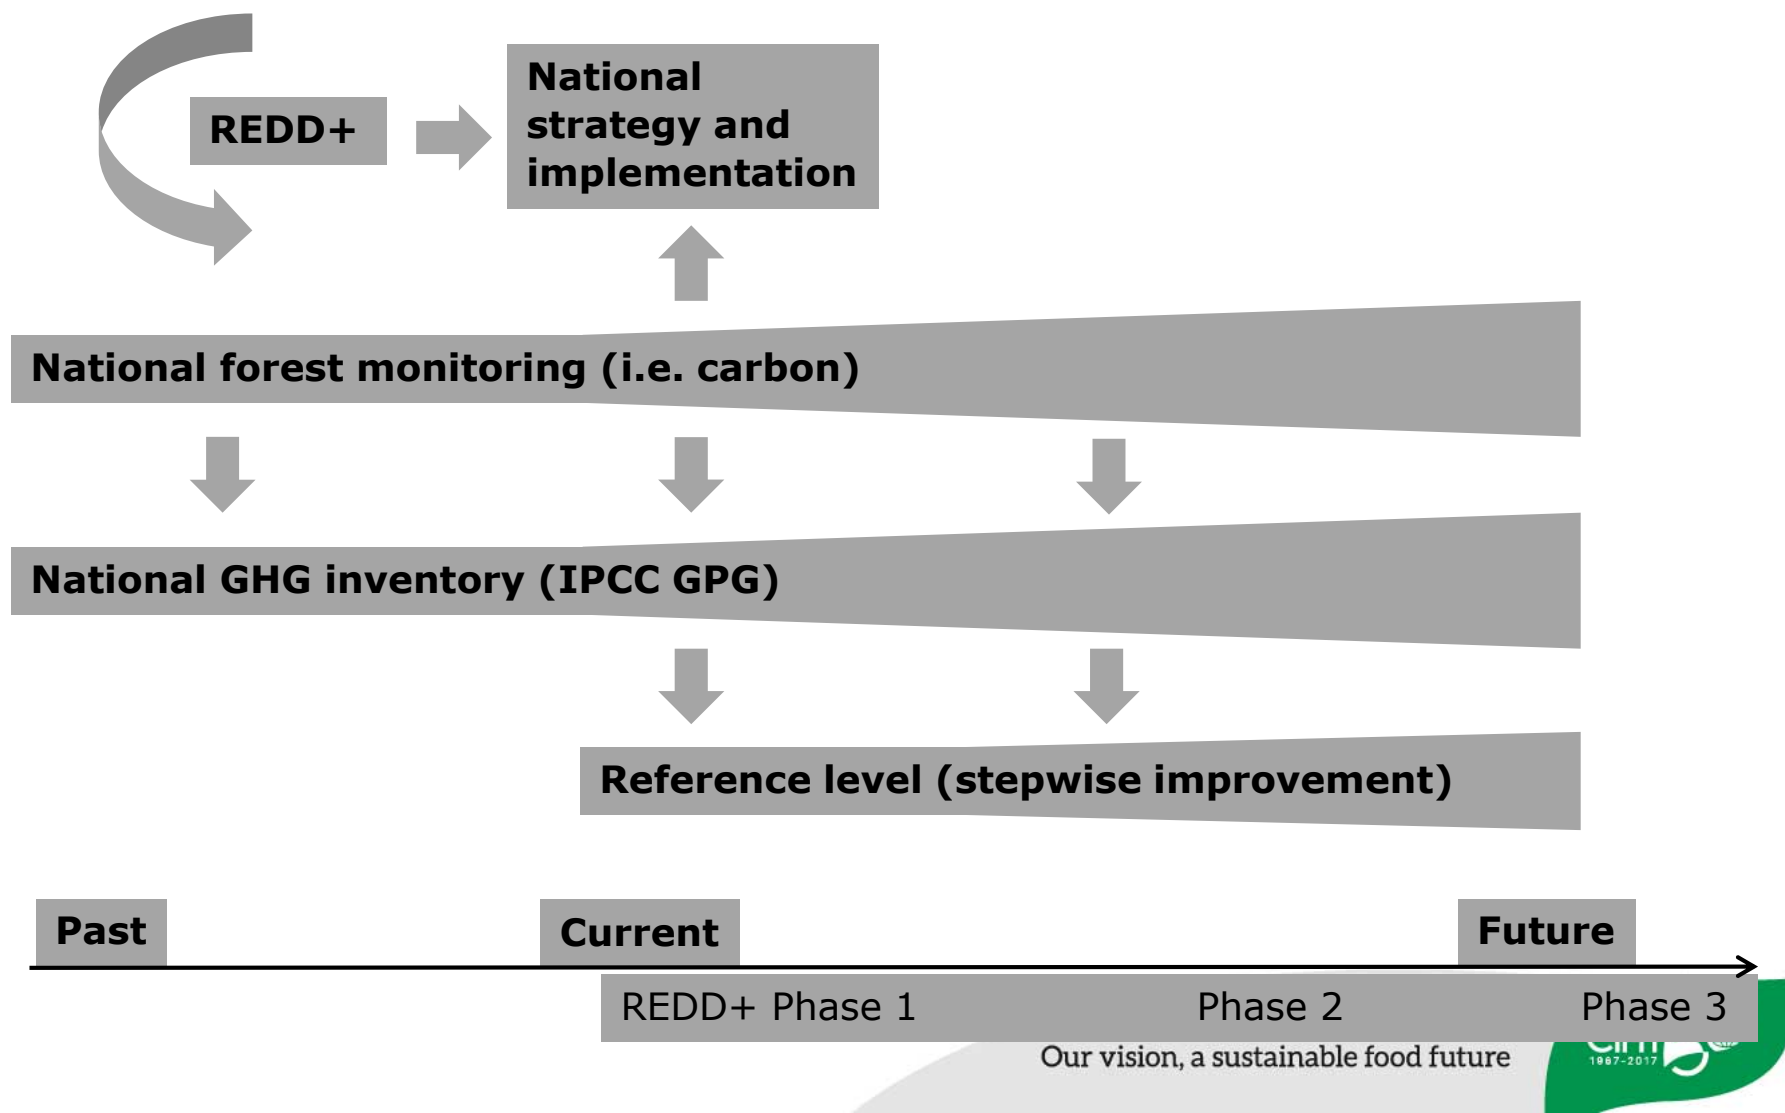 REDD+
National
strategy and
implementation
National forest monitoring (i.e. carbon)
National GHG inventory (IPCC GPG)
Reference level (stepwise improvement)
Past
Current
Future
REDD+ Phase 1
Phase 2
Phase 3
Our vision, a sustainable food future
1967-2017